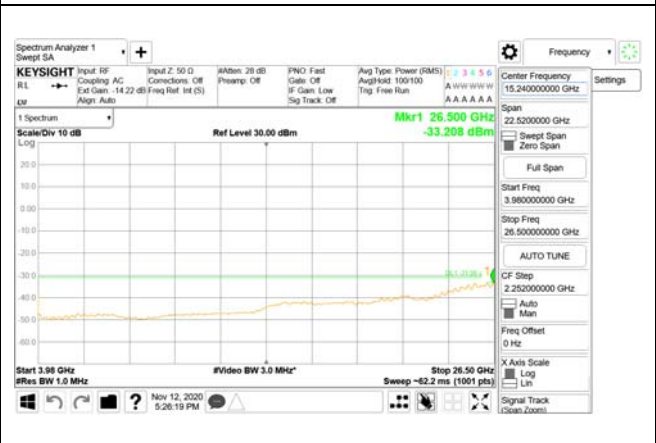 Spectrum Analyzer 1
Swept SA
Frequency
KEYSIGHT
RL
Input: RF
Coupling: AC
Ext Gain: -14.22 dB
Align: Auto
Input Z: 50 Ω
Corrections: Off
Freq Ref: Int (S)
#Atten: 28 dB
Preamp: Off
PNO: Fast
Gate: Off
IF Gain: Low
Sig Track: Off
Avg Type: Power (RMS)
Avg|Hold: 100/100
Trig: Free Run
1 2 3 4 5 6
A W W W W W
A A A A A A
1 Spectrum
Scale/Div 10 dB
Log
Ref Level 30.00 dBm
Mkr1 26.500 GHz
-33.208 dBm
20.0
10.0
0.00
-10.0
-20.0
-30.0
-40.0
-50.0
-60.0
1
Start 3.98 GHz
#Res BW 1.0 MHz
#Video BW 3.0 MHz*
Stop 26.50 GHz
Sweep ~62.2 ms (1001 pts)
Nov 12, 2020
5:26:19 PM
Center Frequency
15.240000000 GHz
Settings
Span
22.5200000 GHz
Swept Span
Zero Span
Full Span
Start Freq
3.980000000 GHz
Stop Freq
26.500000000 GHz
AUTO TUNE
CF Step
2.252000000 GHz
Auto
Man
Freq Offset
0 Hz
X Axis Scale
Log
Lin
Signal Track
(Span Zoom)